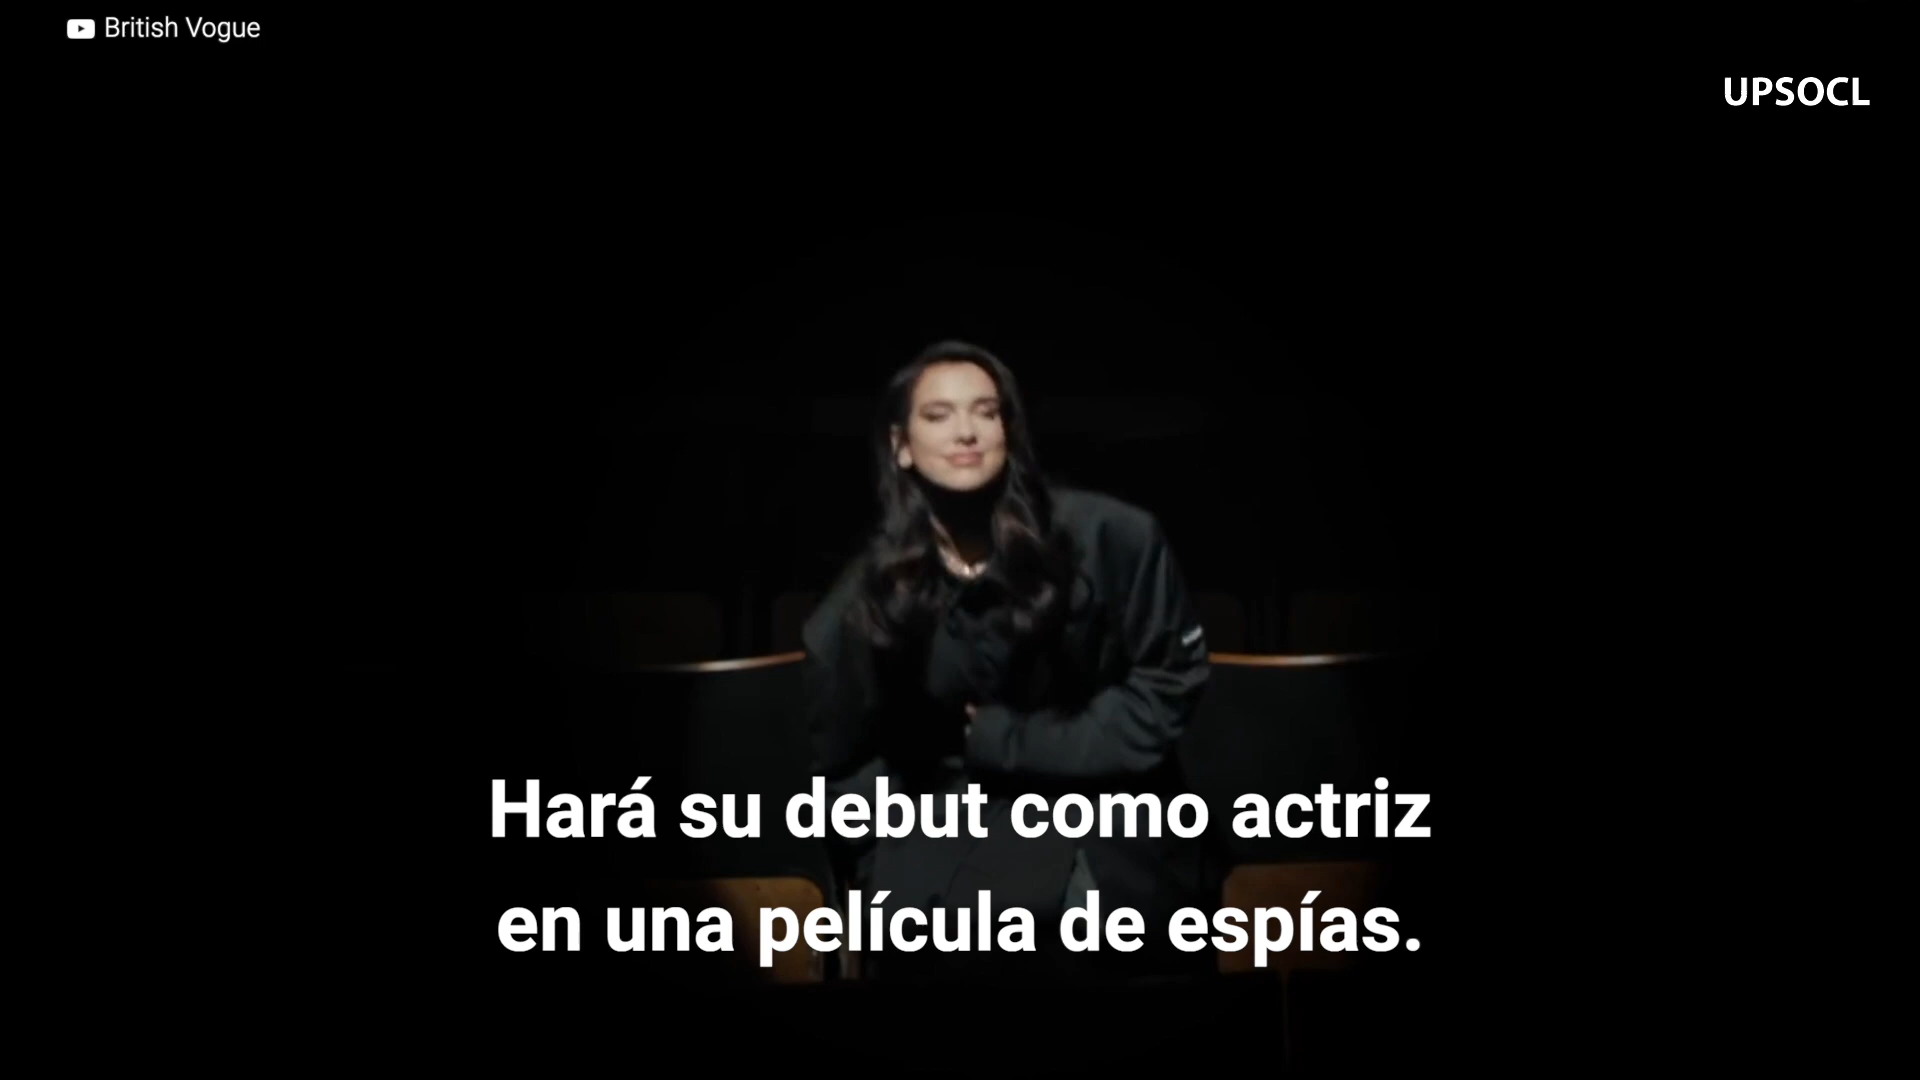 British Vogue
UPSOCL
Hará su debut como actriz
en una película de espías.